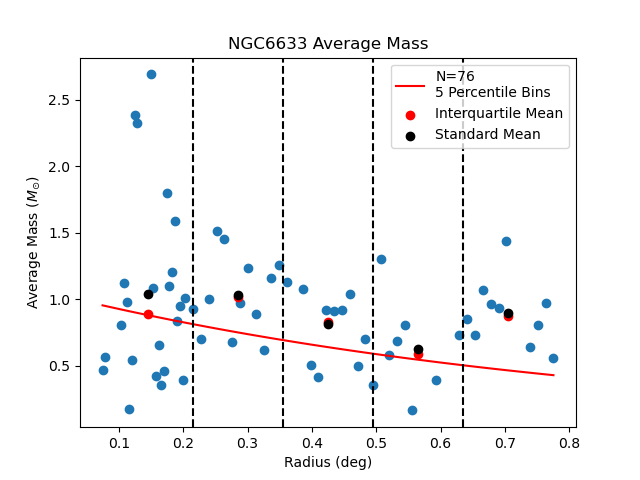 NGC6633 Average Mass
N=76
5 Percentile Bins
Interquartile Mean
Standard Mean
Average Mass (M⊙)
2.5
2.0
1.5
1.0
0.5
0.1 0.2 0.3 0.4 0.5 0.6 0.7 0.8
Radius (deg)